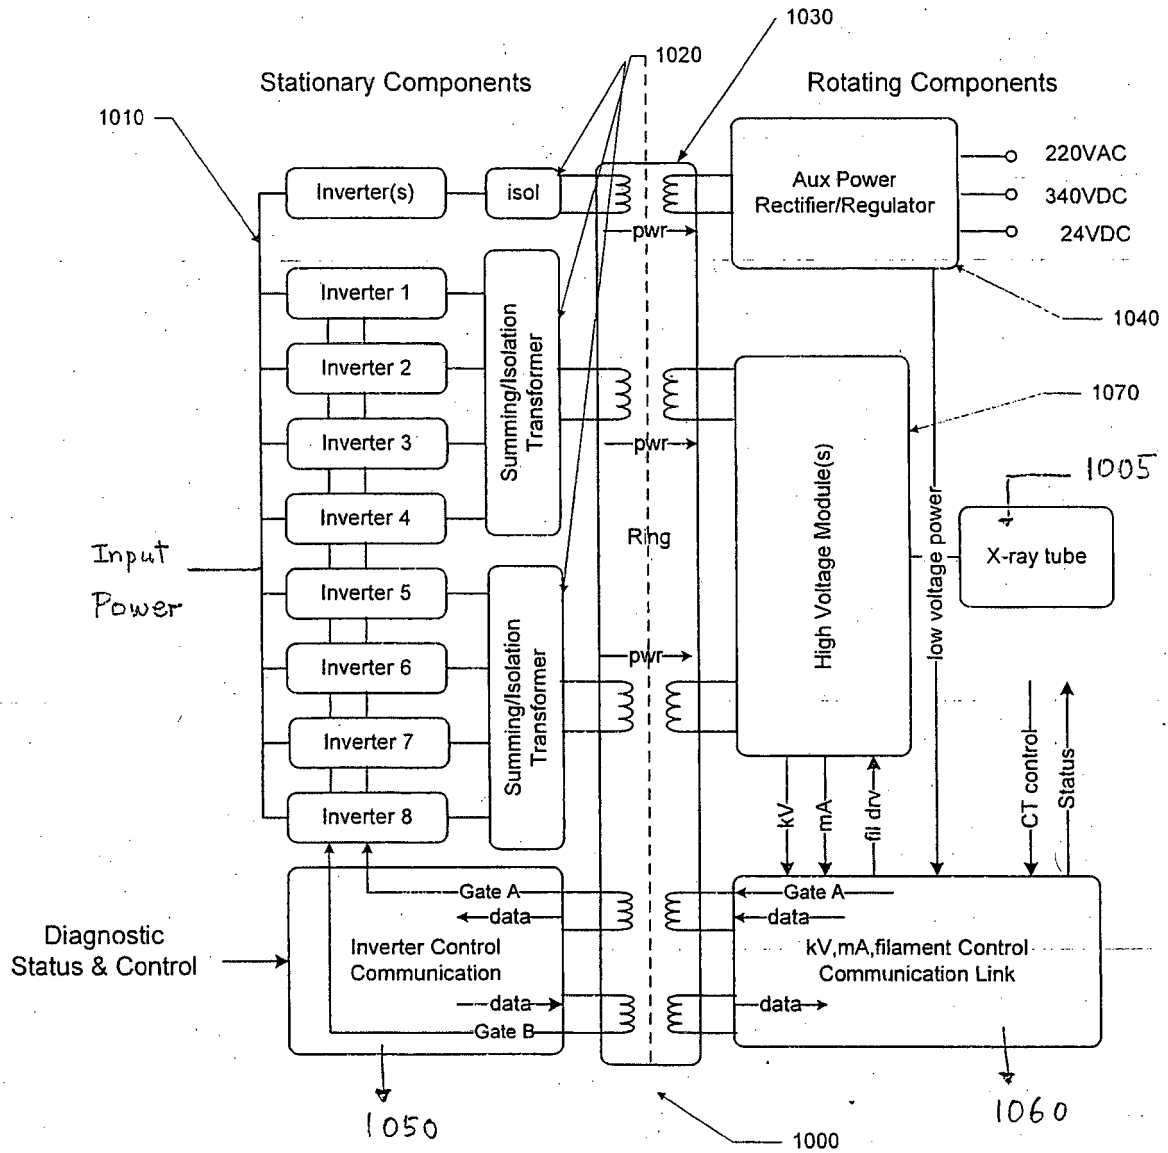 1030
1020
Stationary Components
Rotating Components
1010
Inverter(s)
isol
Aux Power
Rectifier/Regulator
220VAC
340VDC
24VDC
pwr
Inverter 1
Inverter 2
Inverter 3
Inverter 4
Summing/Isolation
Transformer
1040
1070
pwr
High Voltage Module(s)
low voltage power
1005
X-ray tube
Ring
Input
Power
Inverter 5
Inverter 6
Inverter 7
Inverter 8
Summing/Isolation
Transformer
pwr
kV
mA
fil drv
CT control
Status
Gate A
data
Inverter Control
Communication
data
Gate B
Diagnostic
Status & Control
Gate A
data
kV,mA,filament Control
Communication Link
data
1050
1060
1000